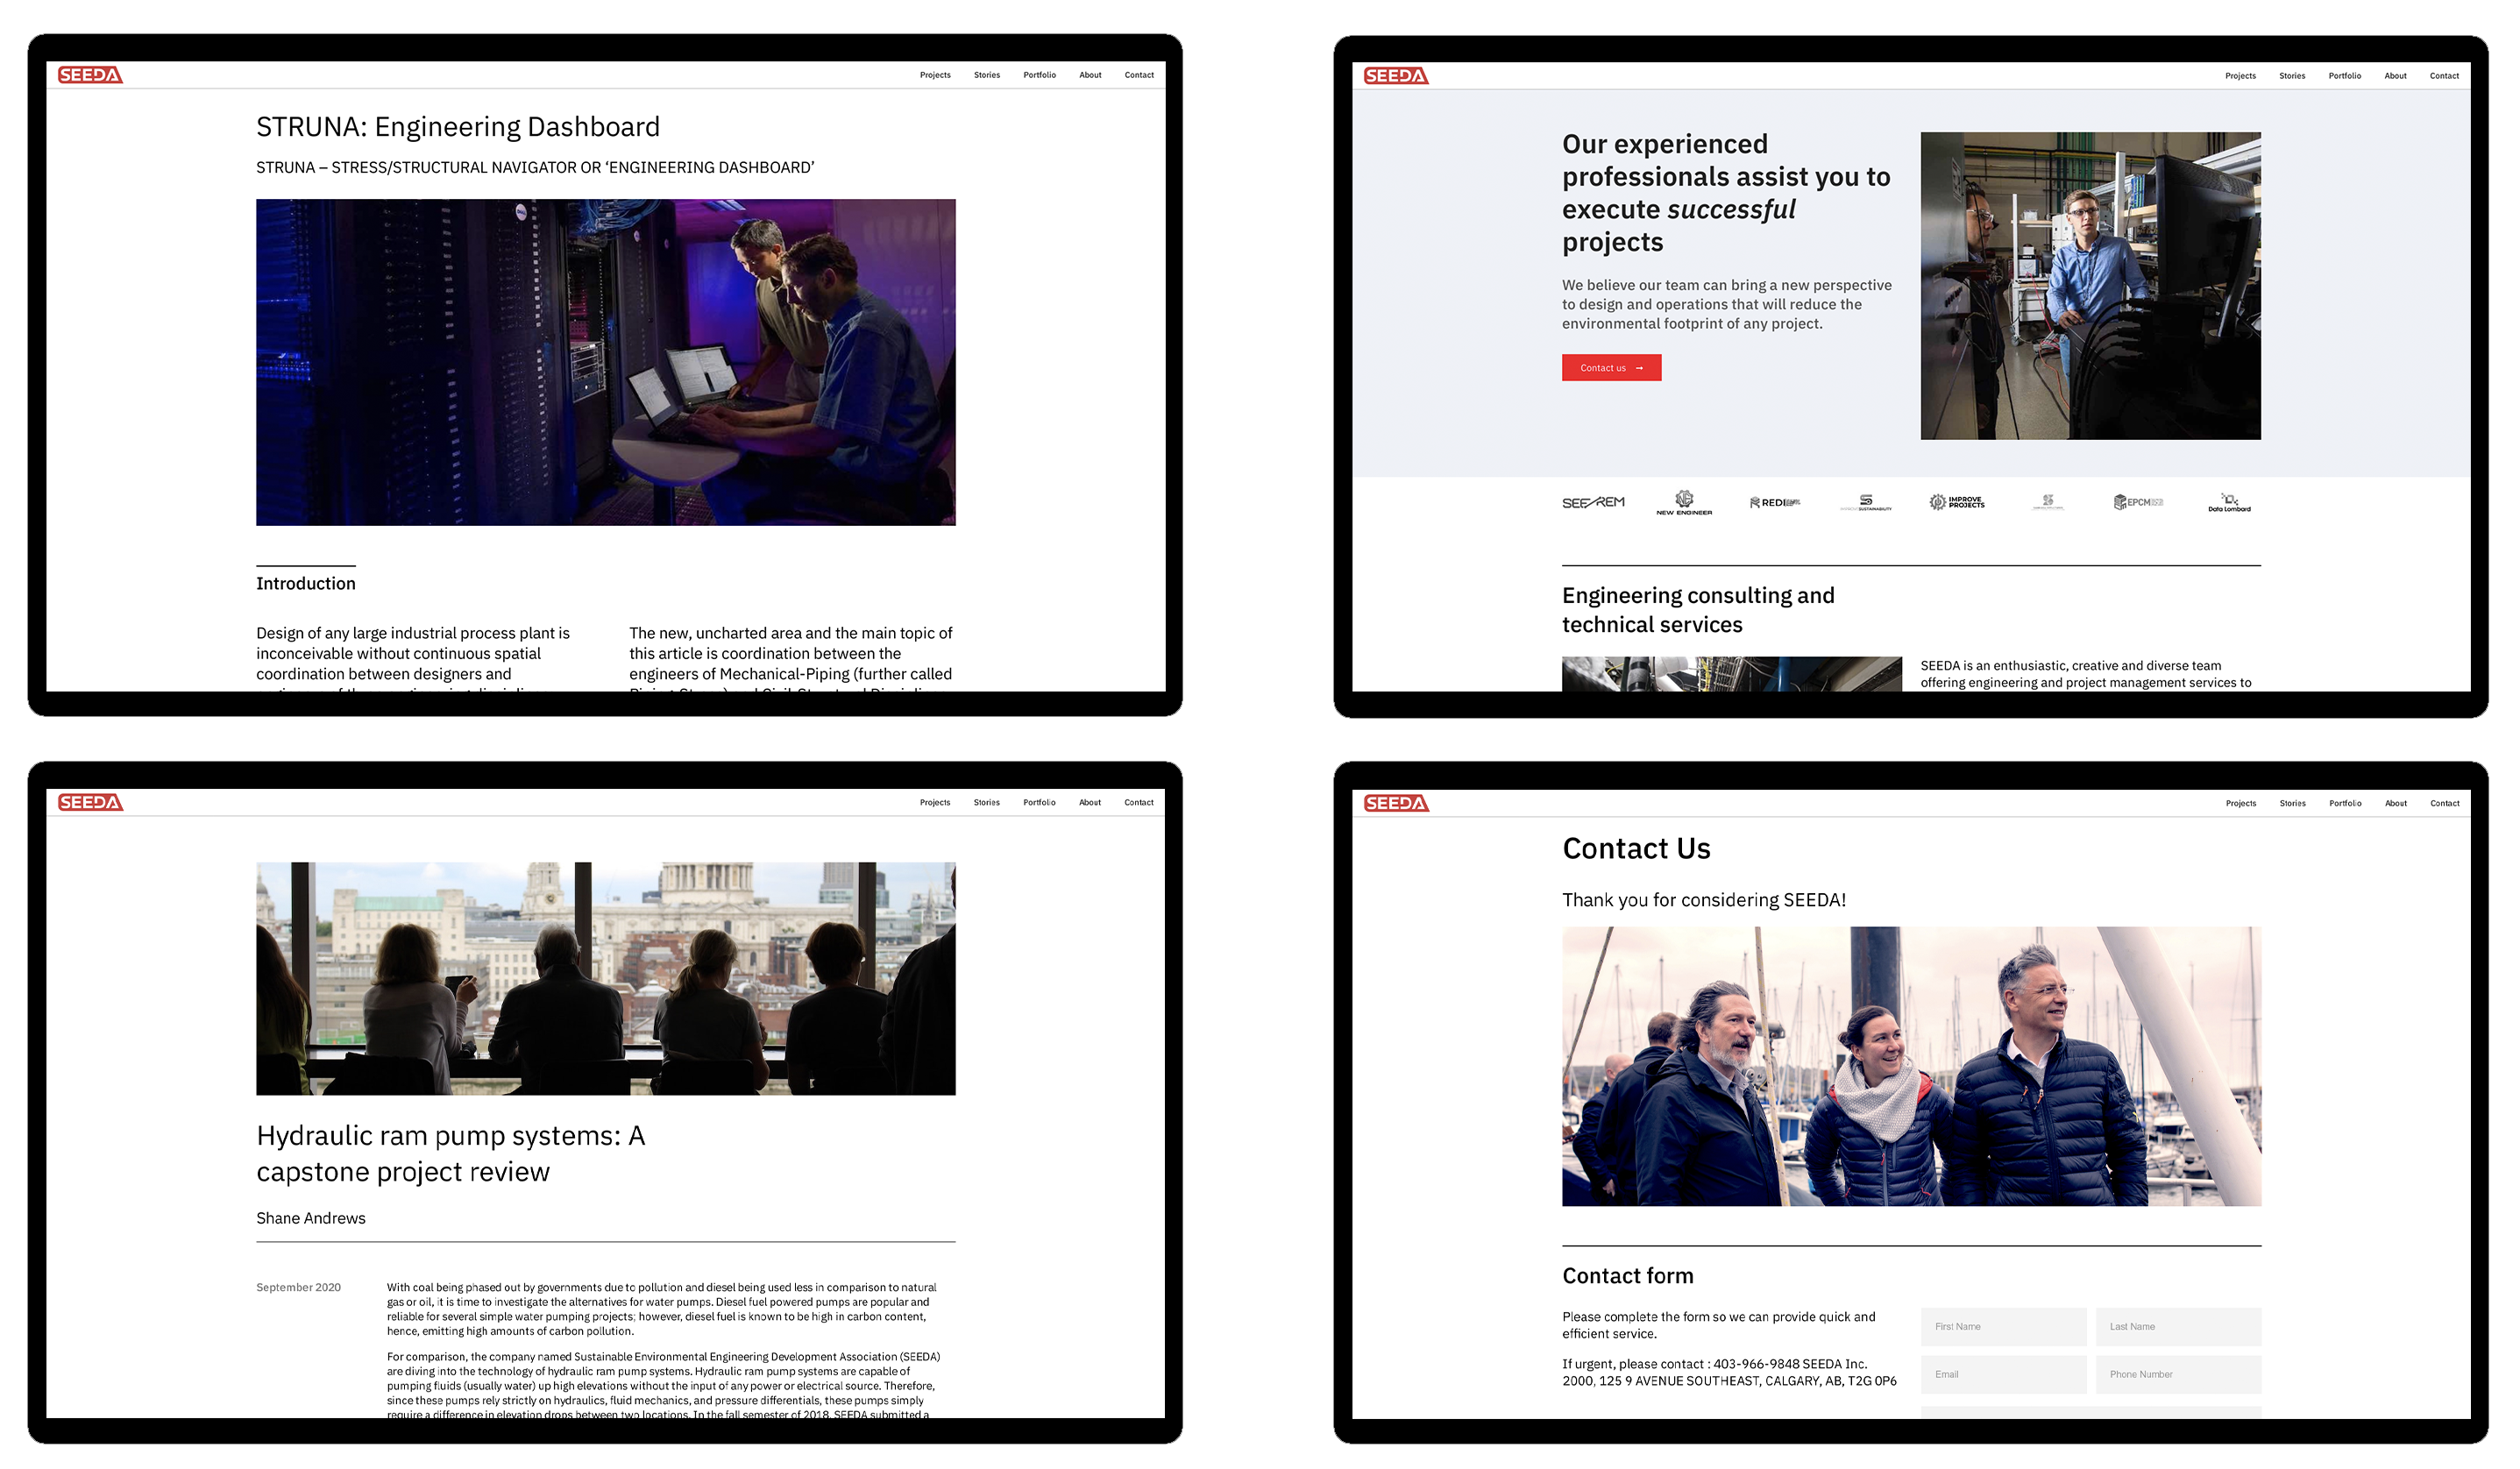 SEEDA
Projects Stories Portfolio About Contact
STRUNA: Engineering Dashboard
STRUNA – STRESS/STRUCTURAL NAVIGATOR OR ‘ENGINEERING DASHBOARD’
Introduction
Design of any large industrial process plant is
inconceivable without continuous spatial
coordination between designers and
The new, uncharted area and the main topic of
this article is coordination between the
engineers of Mechanical-Piping (further called
SEEDA
Projects Stories Portfolio About Contact
Our experienced
professionals assist you to
execute successful
projects
We believe our team can bring a new perspective
to design and operations that will reduce the
environmental footprint of any project.
Contact us →
SEFREM
NEW ENGINEER
REDI
SUSTAINABILITY
IMPROVE
PROJECTS
EPCM
Data Lombard
Engineering consulting and
technical services
SEEDA is an enthusiastic, creative and diverse team
offering engineering and project management services to
SEEDA
Projects Stories Portfolio About Contact
Hydraulic ram pump systems: A
capstone project review
Shane Andrews
September 2020
With coal being phased out by governments due to pollution and diesel being used less in comparison to natural
gas or oil, it is time to investigate the alternatives for water pumps. Diesel fuel powered pumps are popular and
reliable for several simple water pumping projects; however, diesel fuel is known to be high in carbon content,
hence, emitting high amounts of carbon pollution.
For comparison, the company named Sustainable Environmental Engineering Development Association (SEEDA)
are diving into the technology of hydraulic ram pump systems. Hydraulic ram pump systems are capable of
pumping fluids (usually water) up high elevations without the input of any power or electrical source. Therefore,
since these pumps rely strictly on hydraulics, fluid mechanics, and pressure differentials, these pumps simply
require a difference in elevation drops between two locations. In the fall semester of 2018, SEEDA submitted a
SEEDA
Projects Stories Portfolio About Contact
Contact Us
Thank you for considering SEEDA!
Contact form
Please complete the form so we can provide quick and
efficient service.
If urgent, please contact : 403-966-9848 SEEDA Inc.
2000, 125 9 AVENUE SOUTHEAST, CALGARY, AB, T2G 0P6
First Name
Last Name
Email
Phone Number